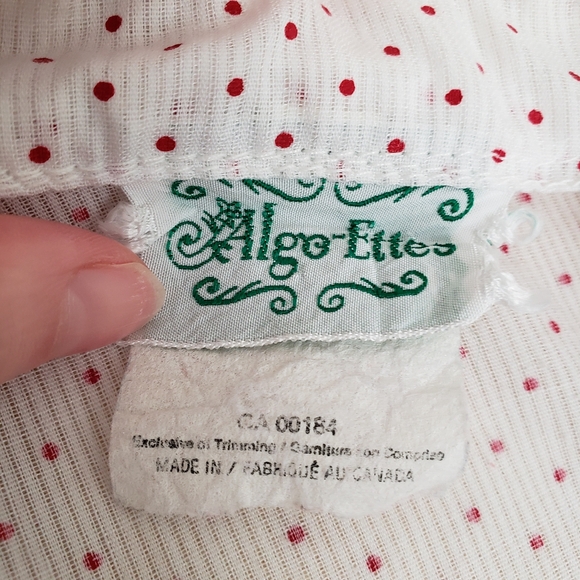 Algo-Ettes
CA 00184
Exclusive of Trimming / Garniture non Comprise
MADE IN / FABRIQUÉ AU CANADA